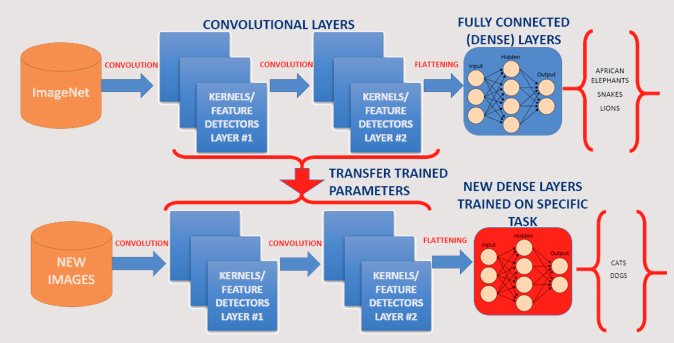 CONVOLUTIONAL LAYERS
FULLY CONNECTED
(DENSE) LAYERS
ImageNet
CONVOLUTION
KERNELS/
FEATURE
DETECTORS
LAYER #1
CONVOLUTION
KERNELS/
FEATURE
DETECTORS
LAYER #2
FLATTENING
Input
Hidden
Output
AFRICAN
ELEPHANTS
SNAKES
LIONS
TRANSFER TRAINED
PARAMETERS
NEW DENSE LAYERS
TRAINED ON SPECIFIC
TASK
NEW
IMAGES
CONVOLUTION
KERNELS/
FEATURE
DETECTORS
LAYER #1
CONVOLUTION
KERNELS/
FEATURE
DETECTORS
LAYER #2
FLATTENING
Input
Hidden
Output
CATS
DOGS